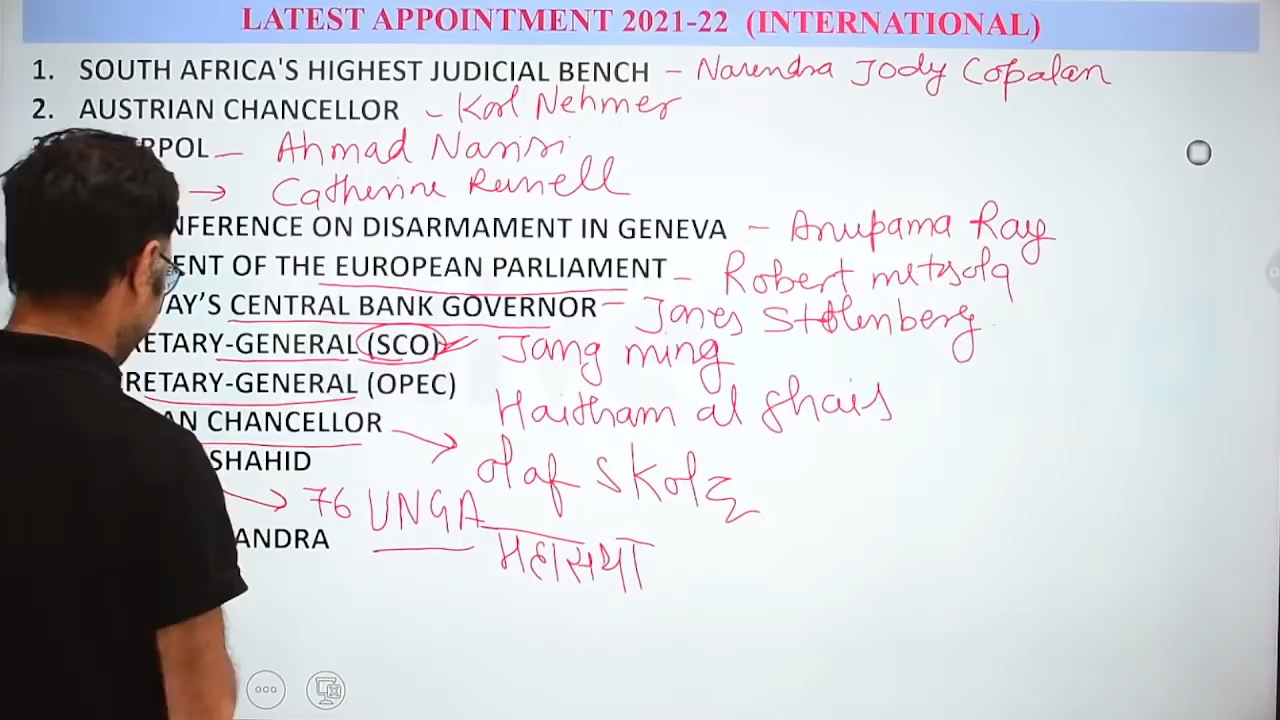 LATEST APPOINTMENT 2021-22 (INTERNATIONAL)
1. SOUTH AFRICA'S HIGHEST JUDICIAL BENCH – Narendra Jody Copalan
2. AUSTRIAN CHANCELLOR – Karl Nehmer
RPOL – Ahmad
→ Catherine
NFERENCE ON DISARMAMENT IN GENEVA – Anupama Ray
ENT OF THE EUROPEAN PARLIAMENT – Robert metsola
AY'S CENTRAL BANK GOVERNOR – Jones Stolenberg
RETARY-GENERAL (SCO) Jang ming
RETARY-GENERAL (OPEC) Haitham al ghais
AN CHANCELLOR → olaf Skolz
SHAHID
→ 76 UNGA महासभा
ANDRA